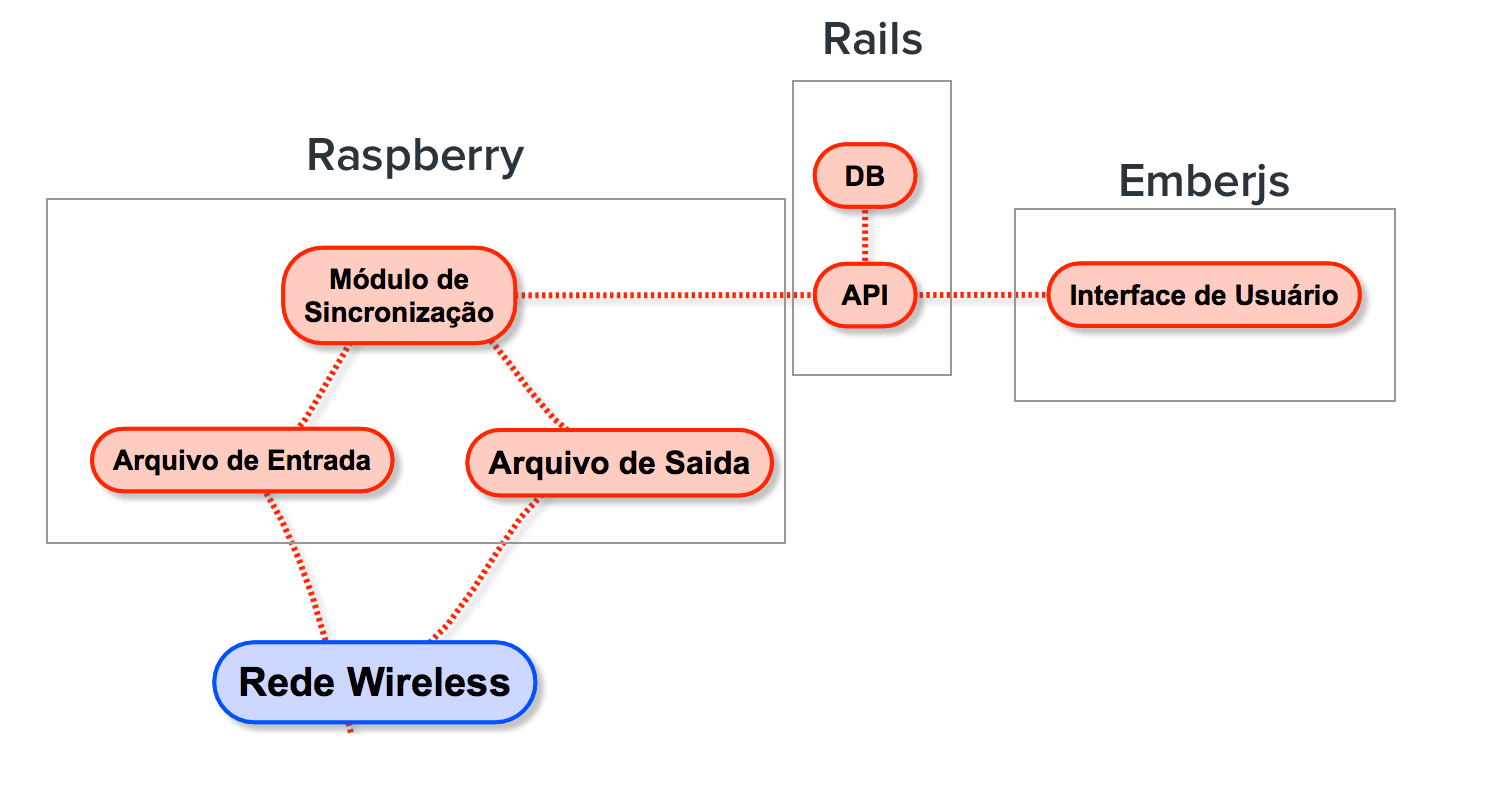 Rails
Raspberry
DB
Emberjs
Módulo de
Sincronização
API
Interface de Usuário
Arquivo de Entrada
Arquivo de Saida
Rede Wireless